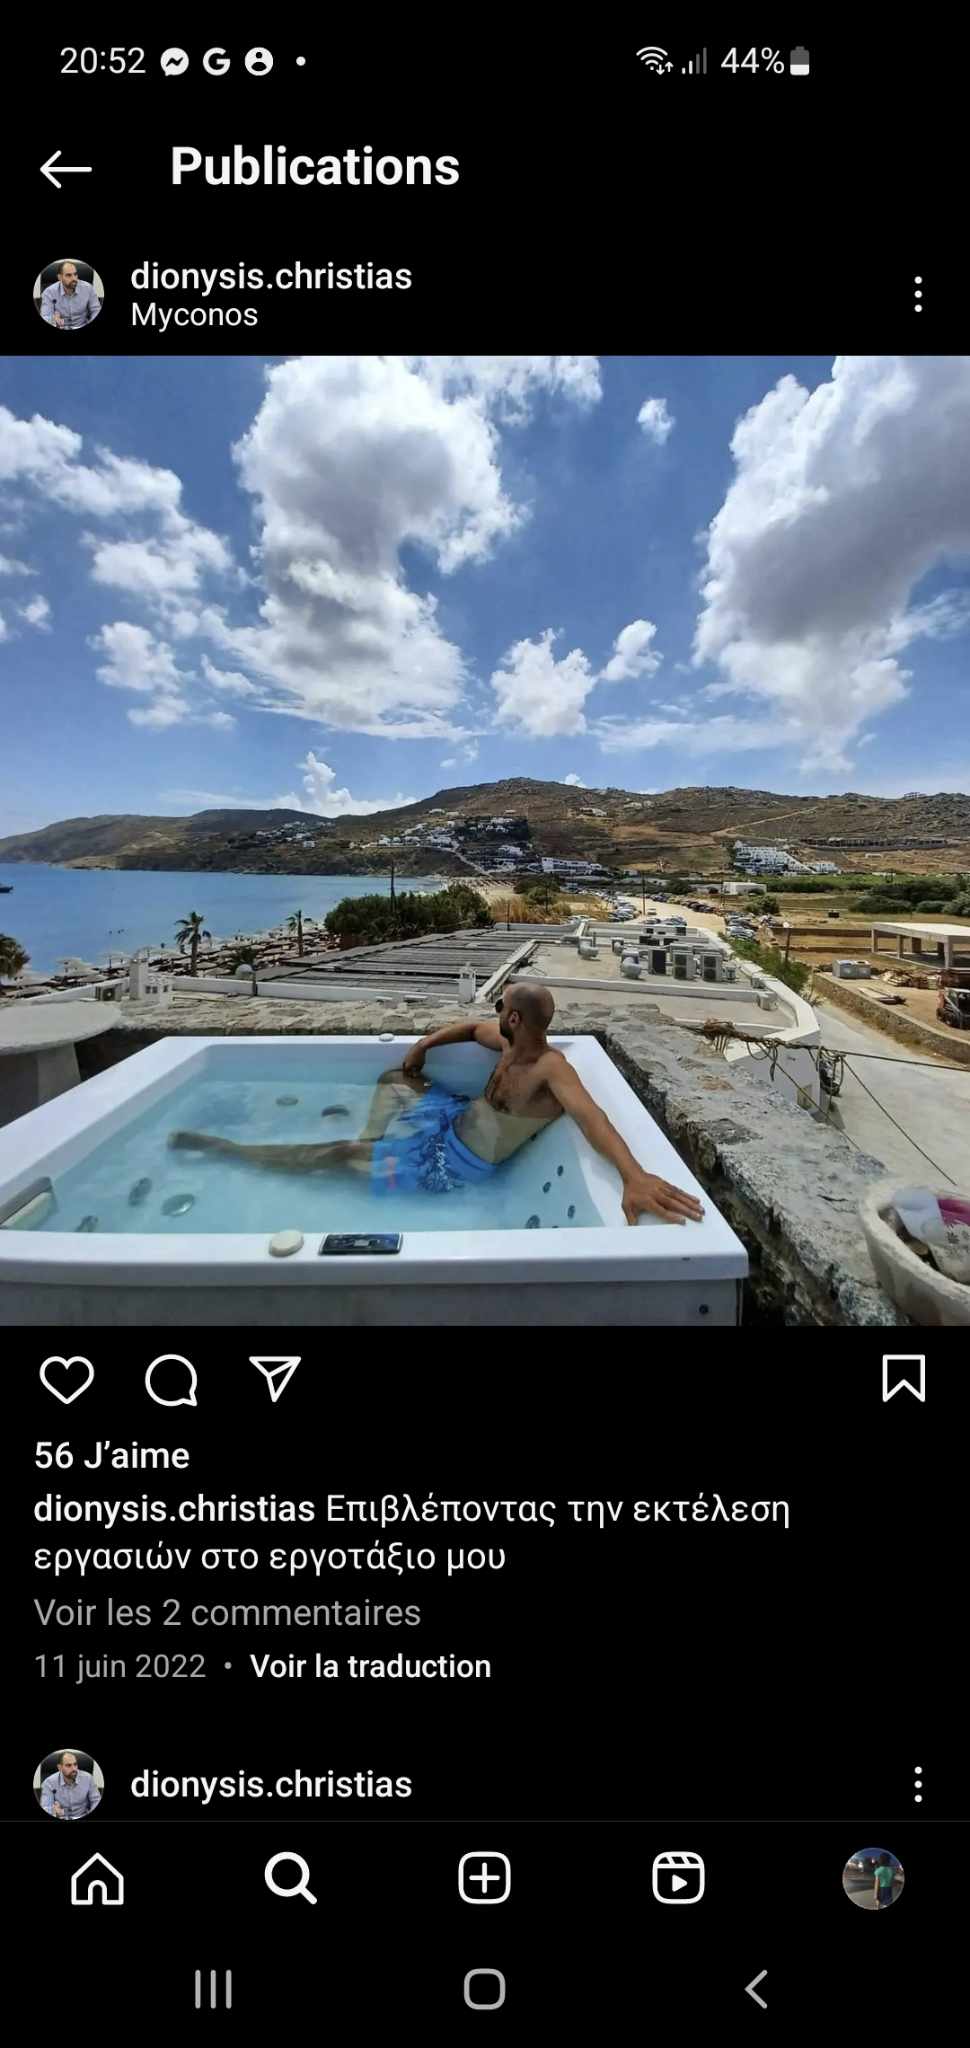 20:52
44%
Publications
dionysis.christias
Myconos
56 J’aime
dionysis.christias Επιβλέποντας την εκτέλεση
εργασιών στο εργοτάξιο μου
Voir les 2 commentaires
11 juin 2022 • Voir la traduction
dionysis.christias